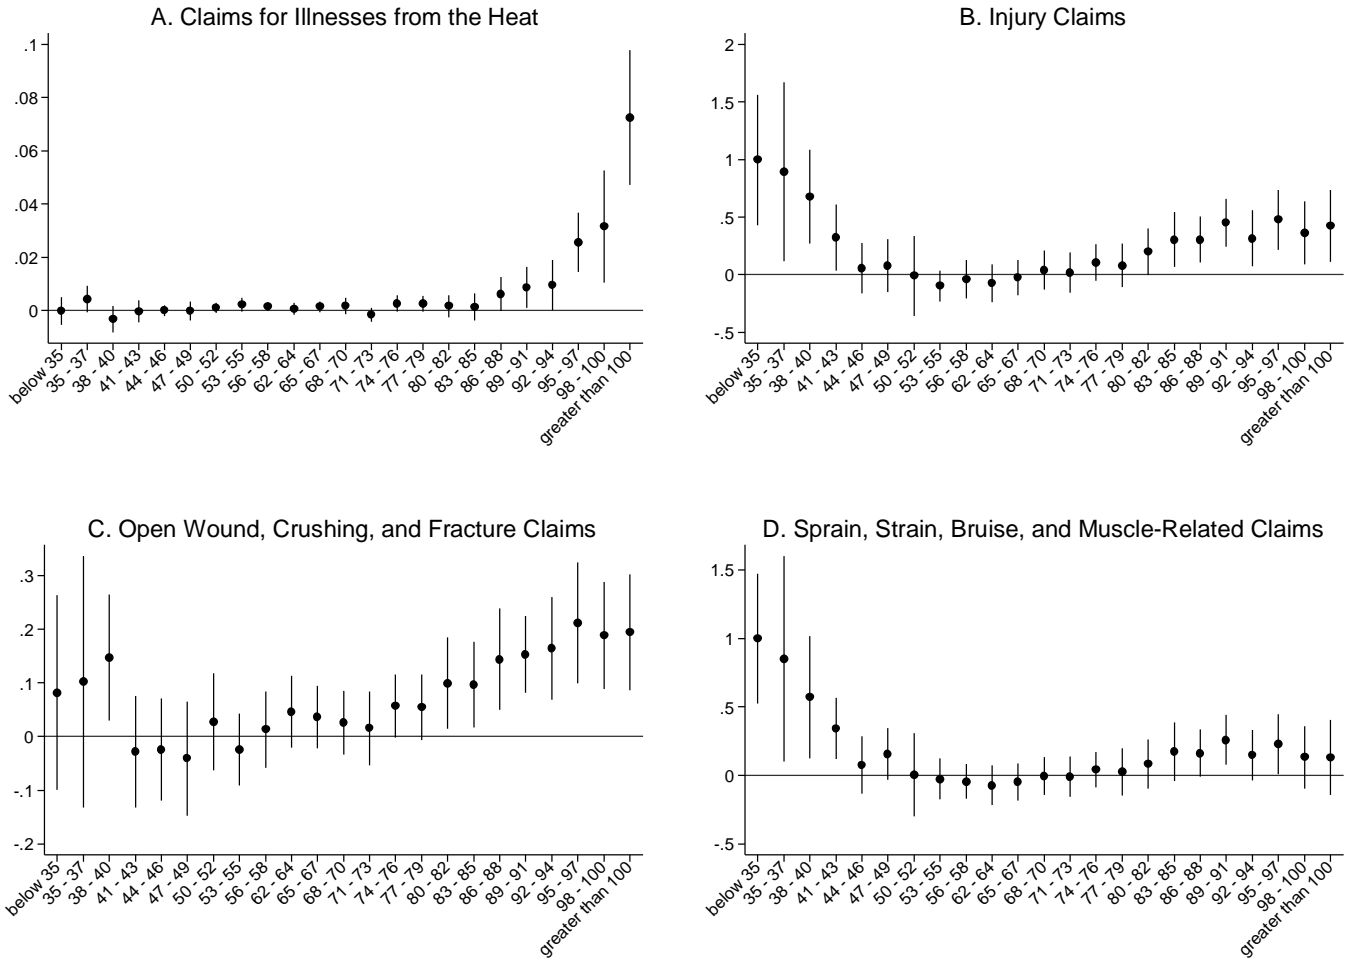 A. Claims for Illnesses from the Heat
.1
.08
.06
.04
.02
0
below 35
35 - 37
38 - 40
41 - 43
44 - 46
47 - 49
50 - 52
53 - 55
56 - 58
62 - 64
65 - 67
68 - 70
71 - 73
74 - 76
77 - 79
80 - 82
83 - 85
86 - 88
89 - 91
92 - 94
95 - 97
98 - 100
greater than 100
B. Injury Claims
2
1.5
1
.5
0
-.5
below 35
35 - 37
38 - 40
41 - 43
44 - 46
47 - 49
50 - 52
53 - 55
56 - 58
62 - 64
65 - 67
68 - 70
71 - 73
74 - 76
77 - 79
80 - 82
83 - 85
86 - 88
89 - 91
92 - 94
95 - 97
98 - 100
greater than 100
C. Open Wound, Crushing, and Fracture Claims
.3
.2
.1
0
-.1
-.2
below 35
35 - 37
38 - 40
41 - 43
44 - 46
47 - 49
50 - 52
53 - 55
56 - 58
62 - 64
65 - 67
68 - 70
71 - 73
74 - 76
77 - 79
80 - 82
83 - 85
86 - 88
89 - 91
92 - 94
95 - 97
98 - 100
greater than 100
D. Sprain, Strain, Bruise, and Muscle-Related Claims
1.5
1
.5
0
-.5
below 35
35 - 37
38 - 40
41 - 43
44 - 46
47 - 49
50 - 52
53 - 55
56 - 58
62 - 64
65 - 67
68 - 70
71 - 73
74 - 76
77 - 79
80 - 82
83 - 85
86 - 88
89 - 91
92 - 94
95 - 97
98 - 100
greater than 100